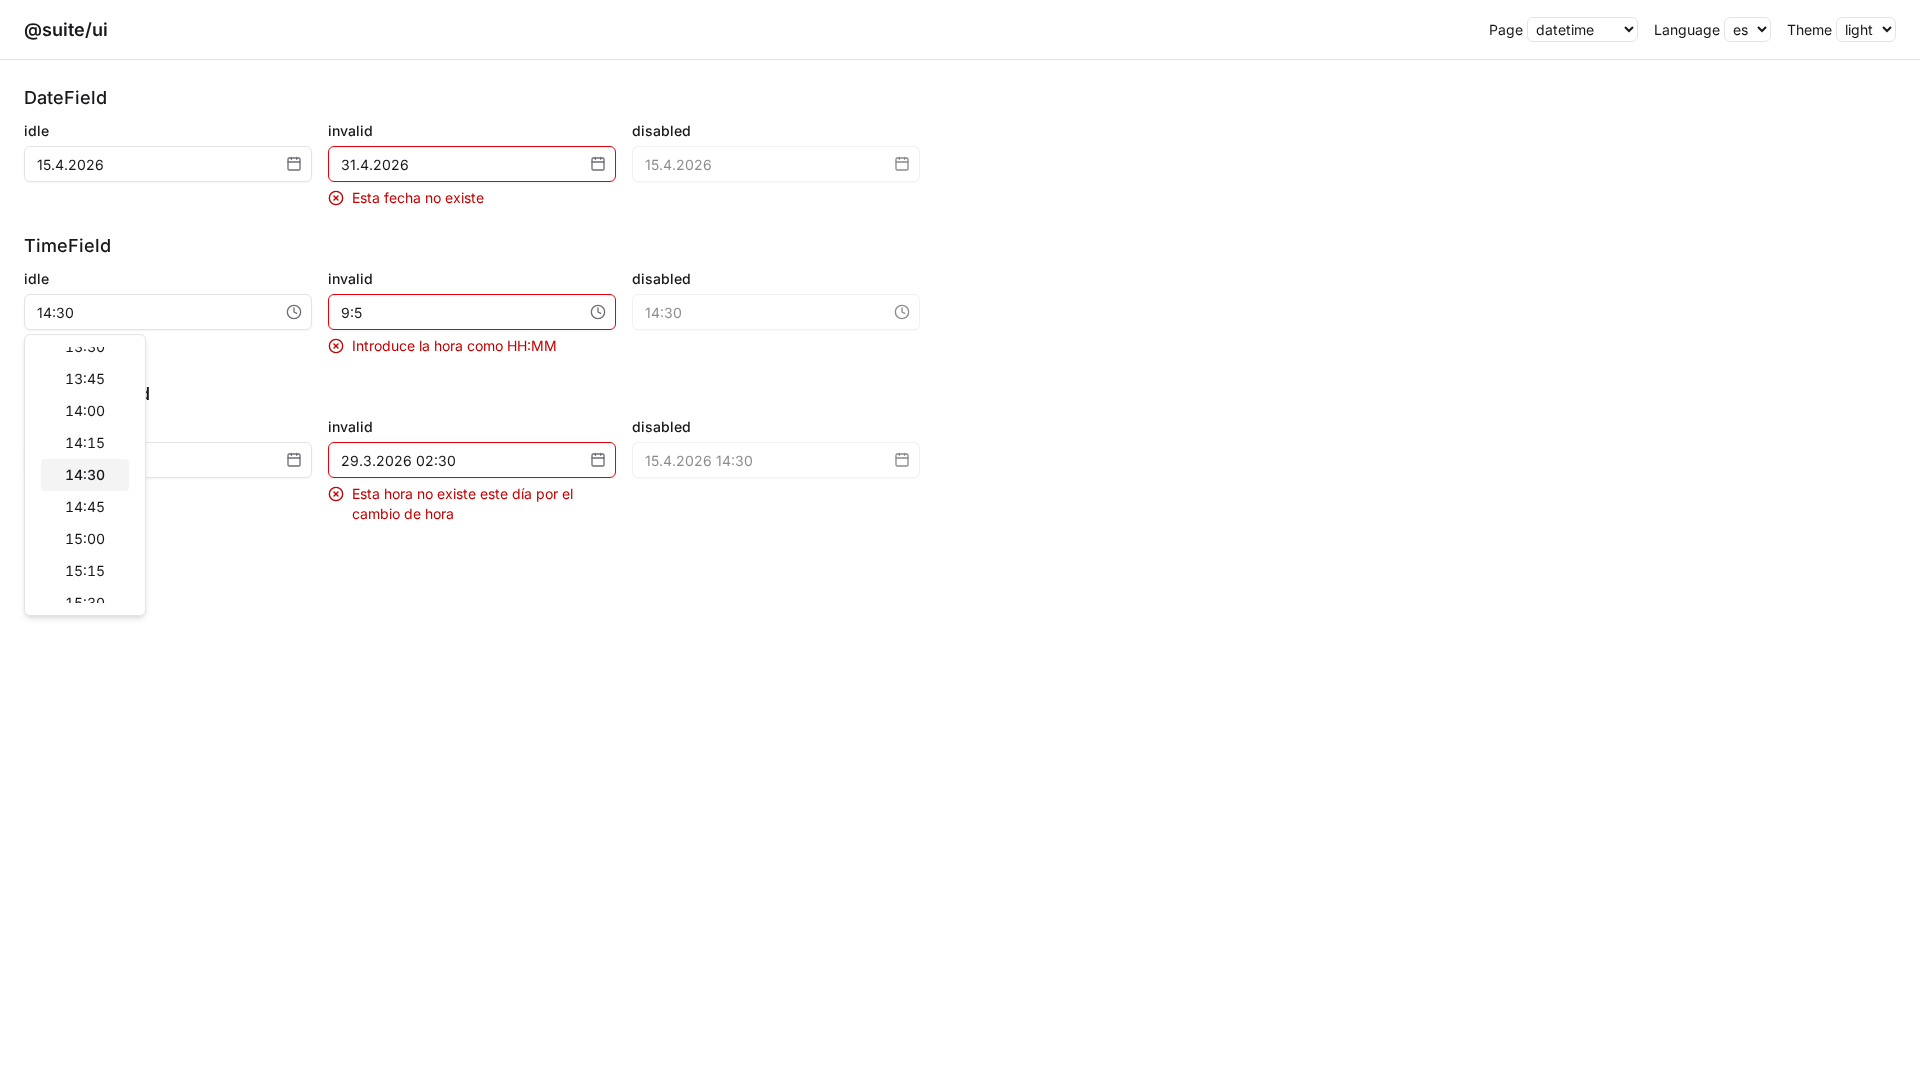 @suite/ui
Page datetime Language es Theme light
DateField
idle invalid disabled
15.4.2026 31.4.2026 15.4.2026
Esta fecha no existe
TimeField
idle invalid disabled
14:30 9:5 14:30
Introduce la hora como HH:MM
13:45
14:00
14:15
14:30
14:45
15:00
15:15
15:30
invalid disabled
29.3.2026 02:30 15.4.2026 14:30
Esta hora no existe este día por el
cambio de hora